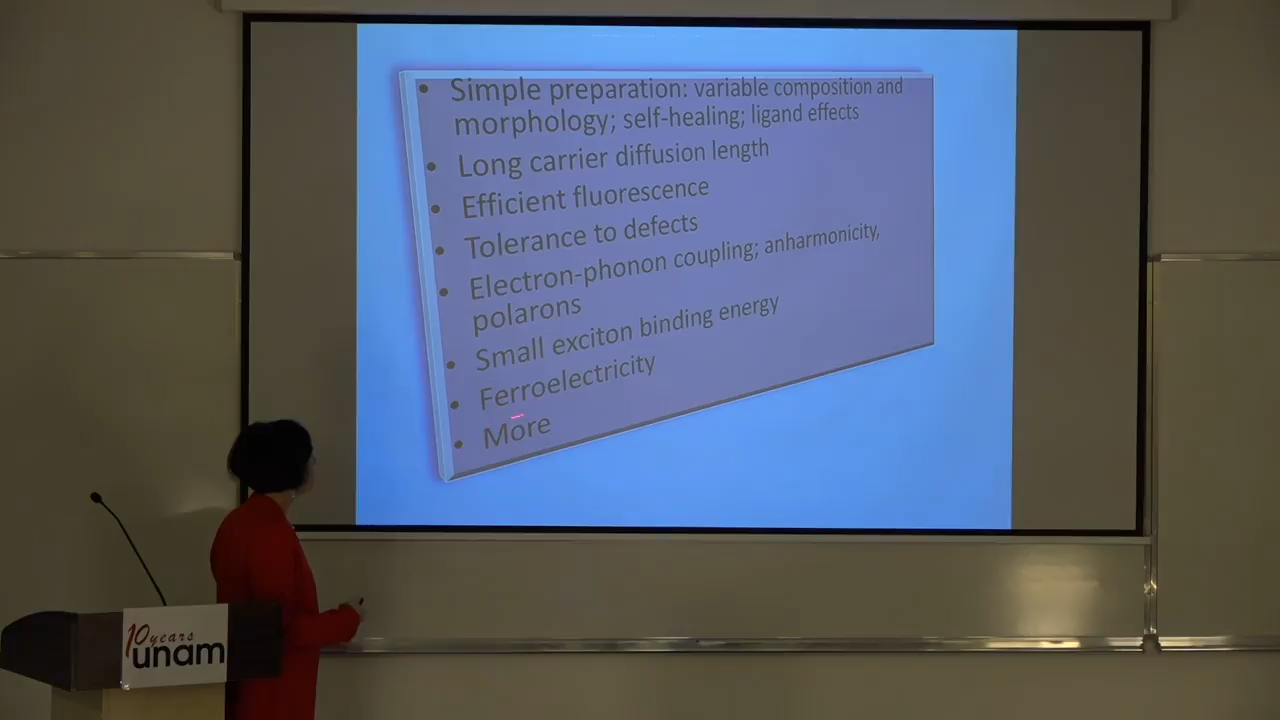 • Simple preparation: variable composition and
morphology; self-healing; ligand effects
• Long carrier diffusion length
• Efficient fluorescence
• Tolerance to defects
• Electron-phonon coupling; anharmonicity,
polarons
• Small exciton binding energy
• Ferroelectricity
• More
10 years
unam